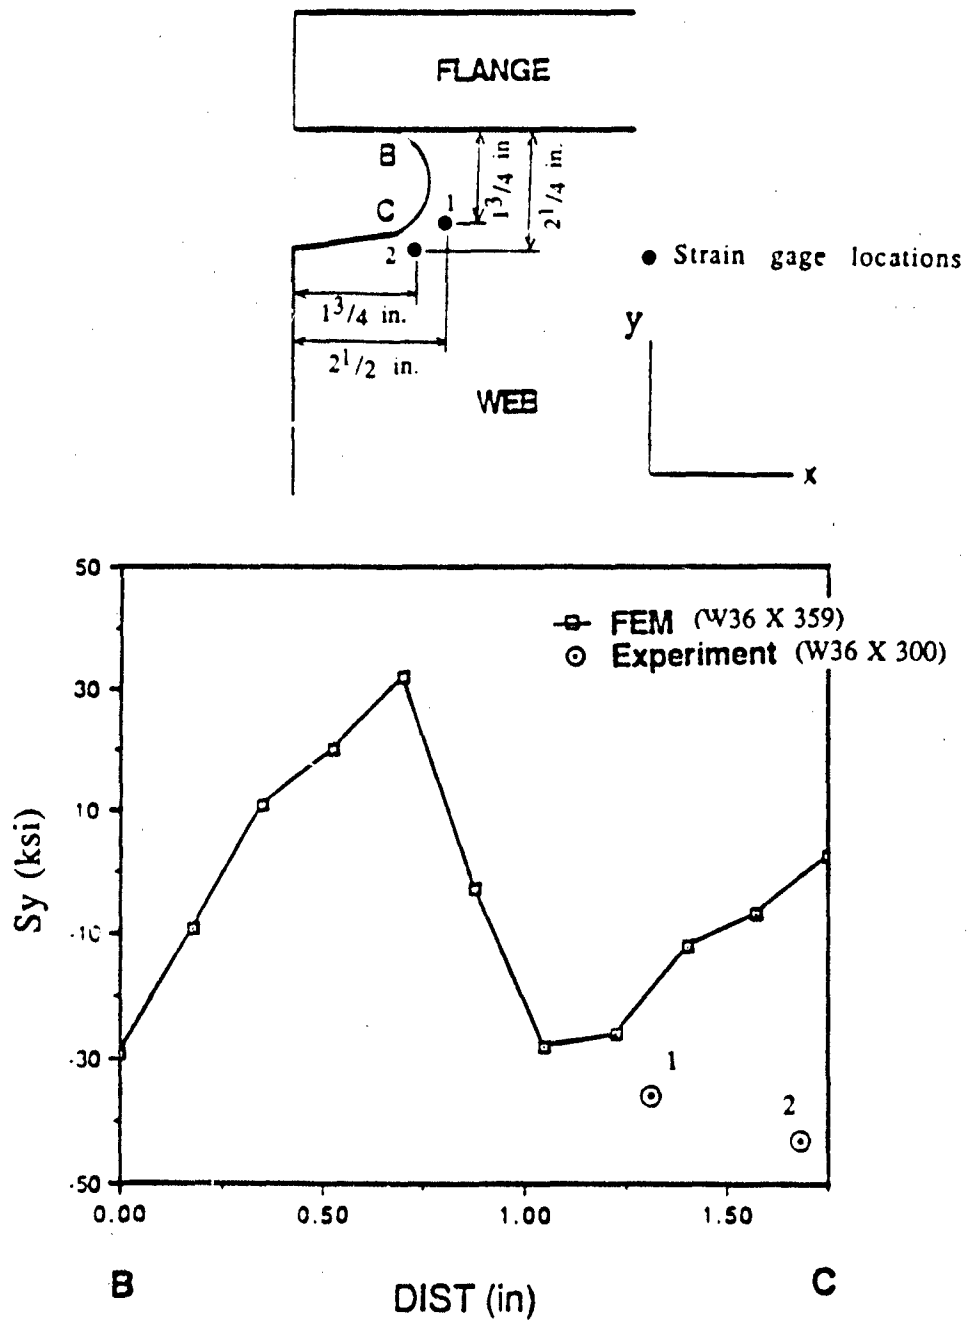 FLANGE
B
C
1
2
1 3/4 in
2 1/4 in.
● Strain gage locations
1 3/4 in.
2 1/2 in.
y
WEB
x
50
FEM (W36 X 359)
Experiment (W36 X 300)
30
10
Sy (ksi)
-10
-30
1
2
-50
0.00 0.50 1.00 1.50
B DIST (in) C